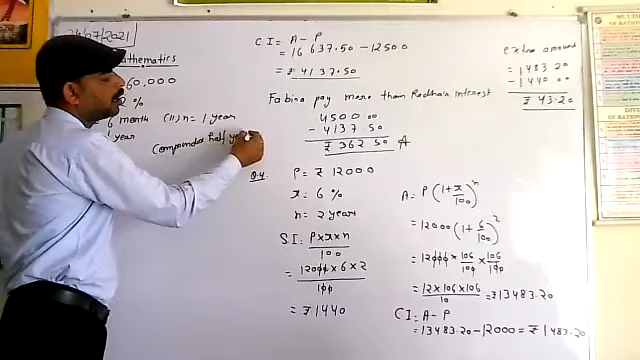 24/07/2021
Mathematics
60,000
2 %
6 month (ii) n = 1 year
1 year
Compounded half y
C I = A - P
= 16637.50 - 12500
= ₹ 4137.50
Fabina pay more than Radha in Interest
4500 00
- 4137 50
₹ 362 50 A
Q.4 P = ₹ 12000
r = 6 %
n = 2 year
SI = P x r x n / 100
= 12000 x 6 x 2 / 100
= ₹ 1440
A = P (1 + r/100)^n
= 12000 (1 + 6/100)^2
= 12000 x 106/100 x 106/100
= 12 x 106 x 106 / 10 = ₹ 13483.20
CI = A - P
= 13483.20 - 12000 = ₹ 1483.20
extra amount
= 1483 20
- 1440 00
₹ 43.20